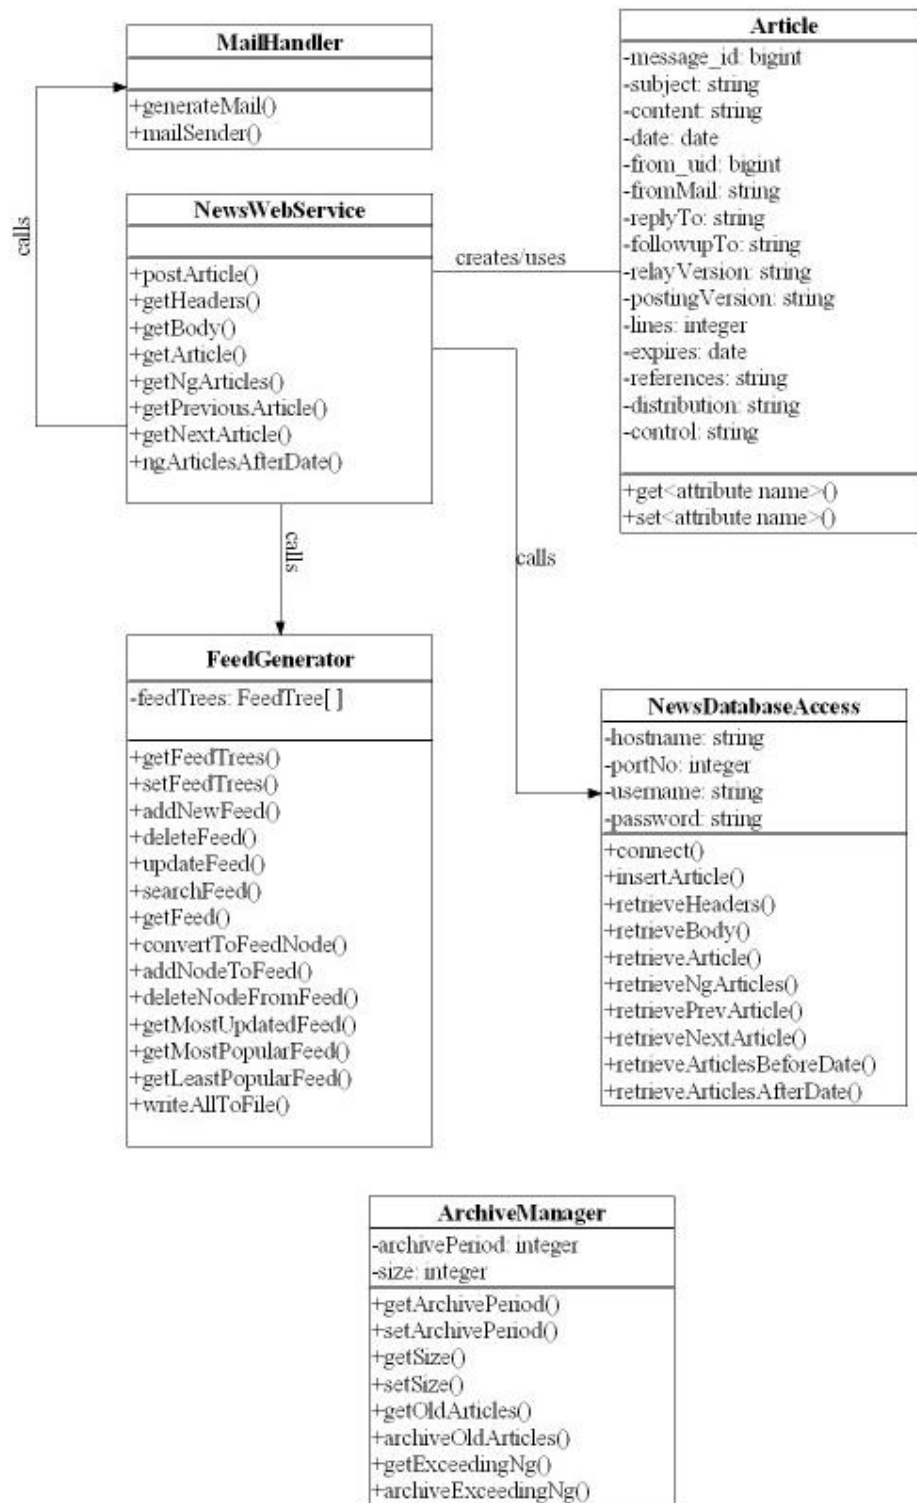 MailHandler
+generateMail()
+mailSender()
calls
NewsWebService
+postArticle()
+getHeaders()
+getBody()
+getArticle()
+getNgArticles()
+getPreviousArticle()
+getNextArticle()
+ngArticlesAfterDate()
creates/uses
Article
-message_id: bigint
-subject: string
-content: string
-date: date
-from_uid: bigint
-fromMail: string
-replyTo: string
-followupTo: string
-relayVersion: string
-postingVersion: string
-lines: integer
-expires: date
-references: string
-distribution: string
-control: string
+get<attribute name>()
+set<attribute name>()
calls
calls
FeedGenerator
-feedTrees: FeedTree[ ]
+getFeedTrees()
+setFeedTrees()
+addNewFeed()
+deleteFeed()
+updateFeed()
+searchFeed()
+getFeed()
+convertToFeedNode()
+addNodeToFeed()
+deleteNodeFromFeed()
+getMostUpdatedFeed()
+getMostPopularFeed()
+getLeastPopularFeed()
+writeAllToFile()
NewsDatabaseAccess
-hostname: string
-portNo: integer
-username: string
-password: string
+connect()
+insertArticle()
+retrieveHeaders()
+retrieveBody()
+retrieveArticle()
+retrieveNgArticles()
+retrievePrevArticle()
+retrieveNextArticle()
+retrieveArticlesBeforeDate()
+retrieveArticlesAfterDate()
ArchiveManager
-archivePeriod: integer
-size: integer
+getArchivePeriod()
+setArchivePeriod()
+getSize()
+setSize()
+getOldArticles()
+archiveOldArticles()
+getExceedingNg()
+archiveExceedingNg()